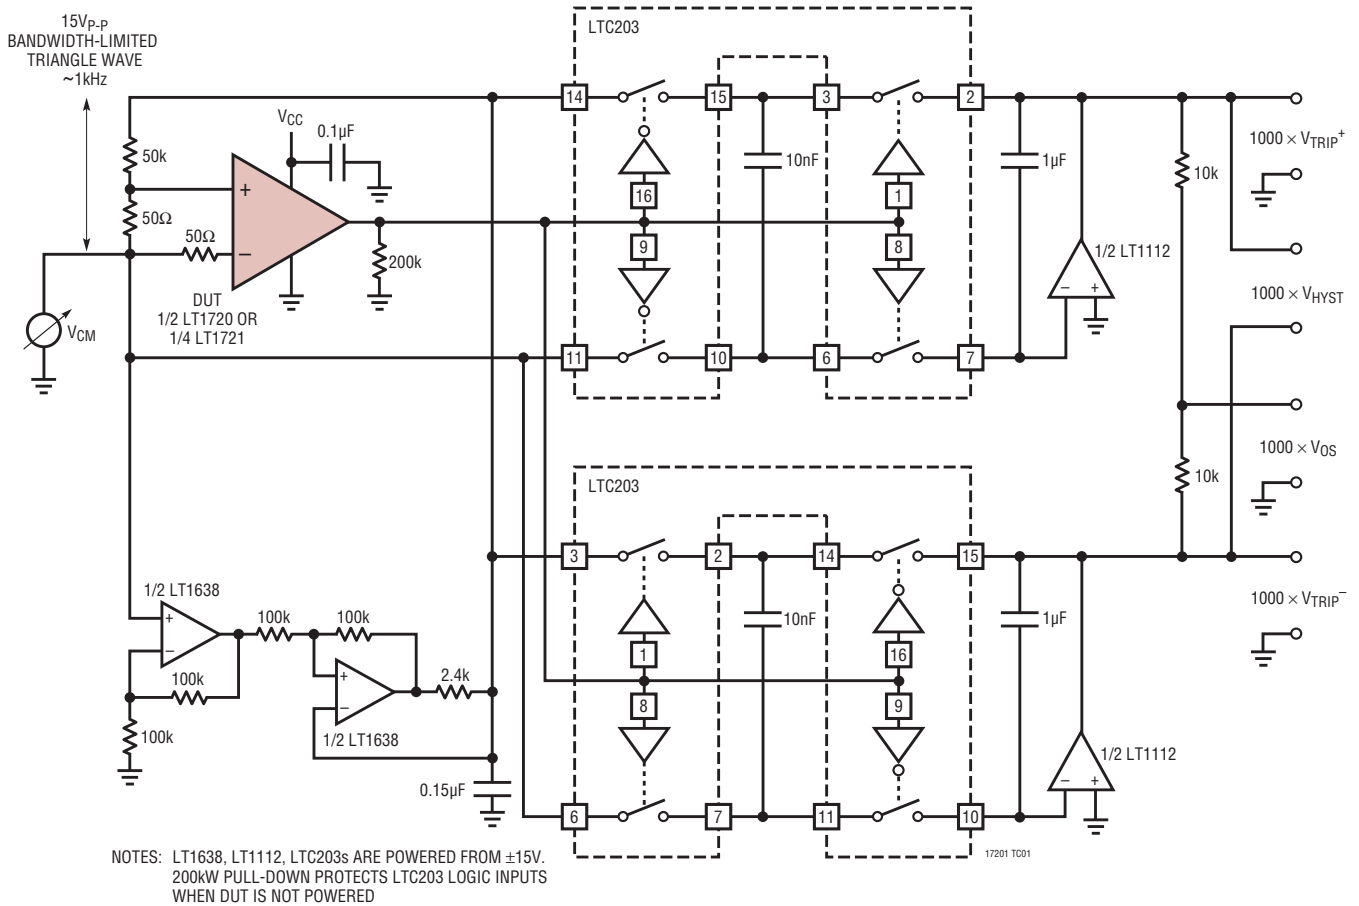 15VP-P
BANDWIDTH-LIMITED
TRIANGLE WAVE
~1kHz
LTC203
14
15
3
2
VCC
0.1µF
50k
+
50Ω
50Ω
–
200k
DUT
1/2 LT1720 OR
1/4 LT1721
VCM
16
9
1
8
10nF
1µF
11
10
6
7
1/2 LT1112
–
+
10k
10k
1000 × VTRIP+
1000 × VHYST
1000 × VOS
1000 × VTRIP–
LTC203
3
2
14
15
1
8
16
9
10nF
1µF
6
7
11
10
1/2 LT1112
–
+
1/2 LT1638
+
–
100k
100k
100k
100k
+
–
1/2 LT1638
2.4k
0.15µF
17201 TC01
NOTES: LT1638, LT1112, LTC203s ARE POWERED FROM ±15V.
200kW PULL-DOWN PROTECTS LTC203 LOGIC INPUTS
WHEN DUT IS NOT POWERED